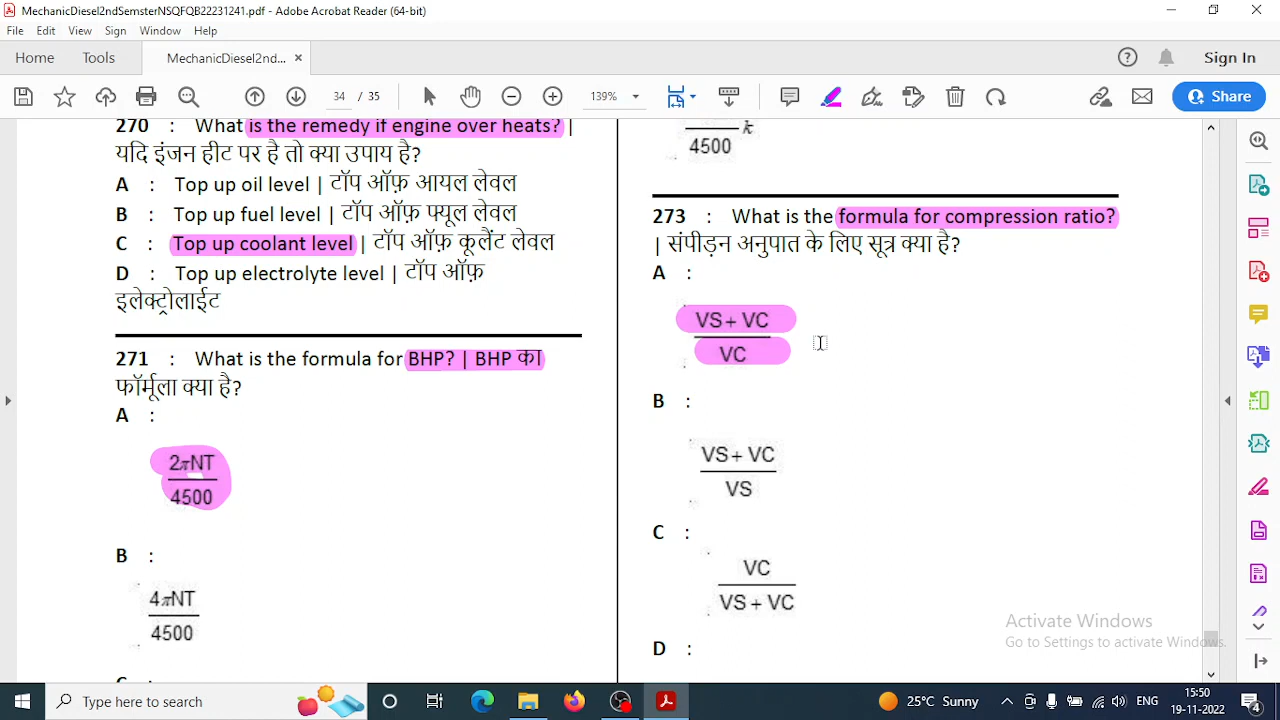 MechanicDiesel2ndSemsterNSQFQB22231241.pdf - Adobe Acrobat Reader (64-bit)
File Edit View Sign Window Help
Home Tools MechanicDiesel2nd... × Sign In
34 / 35 139% Share
270 : What is the remedy if engine over heats? |
यदि इंजन हीट पर है तो क्या उपाय है?
A : Top up oil level | टॉप ऑफ़ आयल लेवल
B : Top up fuel level | टॉप ऑफ़ फ्यूल लेवल
C : Top up coolant level | टॉप ऑफ़ कूलैंट लेवल
D : Top up electrolyte level | टॉप ऑफ़
इलेक्ट्रोलाईट
271 : What is the formula for BHP? | BHP का
फॉर्मूला क्या है?
A :
2πNT
4500
B :
4πNT
4500
k
4500
273 : What is the formula for compression ratio?
| संपीड़न अनुपात के लिए सूत्र क्या है?
A :
VS + VC
VC
B :
VS + VC
VS
C :
VC
VS + VC
D :
Activate Windows
Go to Settings to activate Windows.
Type here to search
25°C Sunny
ENG
15:50
19-11-2022
4